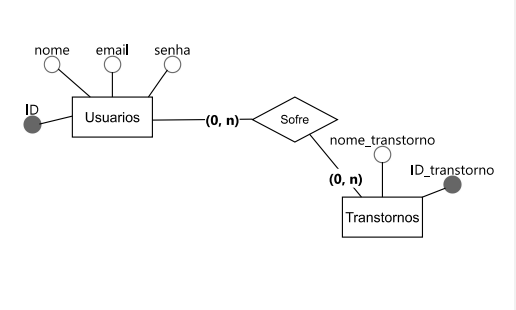 nome
email
senha
ID
Usuarios
(0, n)
Sofre
nome_transtorno
ID_transtorno
(0, n)
Transtornos